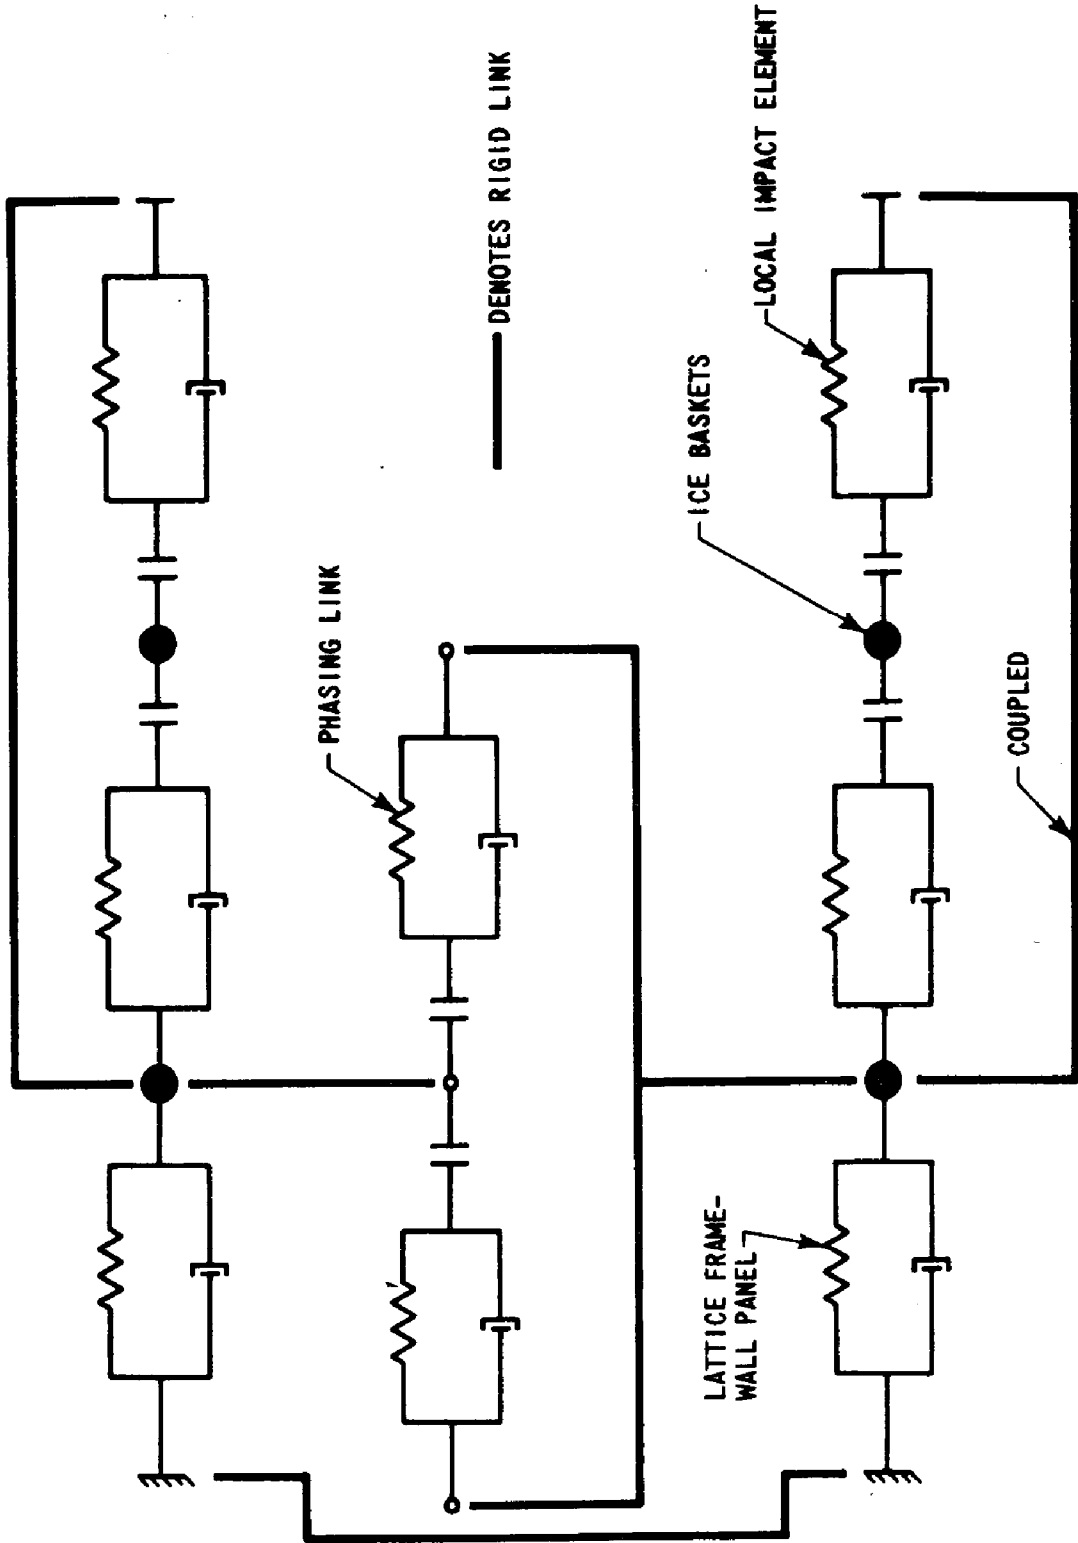 DENOTES RIGID LINK
PHASING LINK
LOCAL IMPACT ELEMENT
ICE BASKETS
LATTICE FRAME-
WALL PANEL
COUPLED